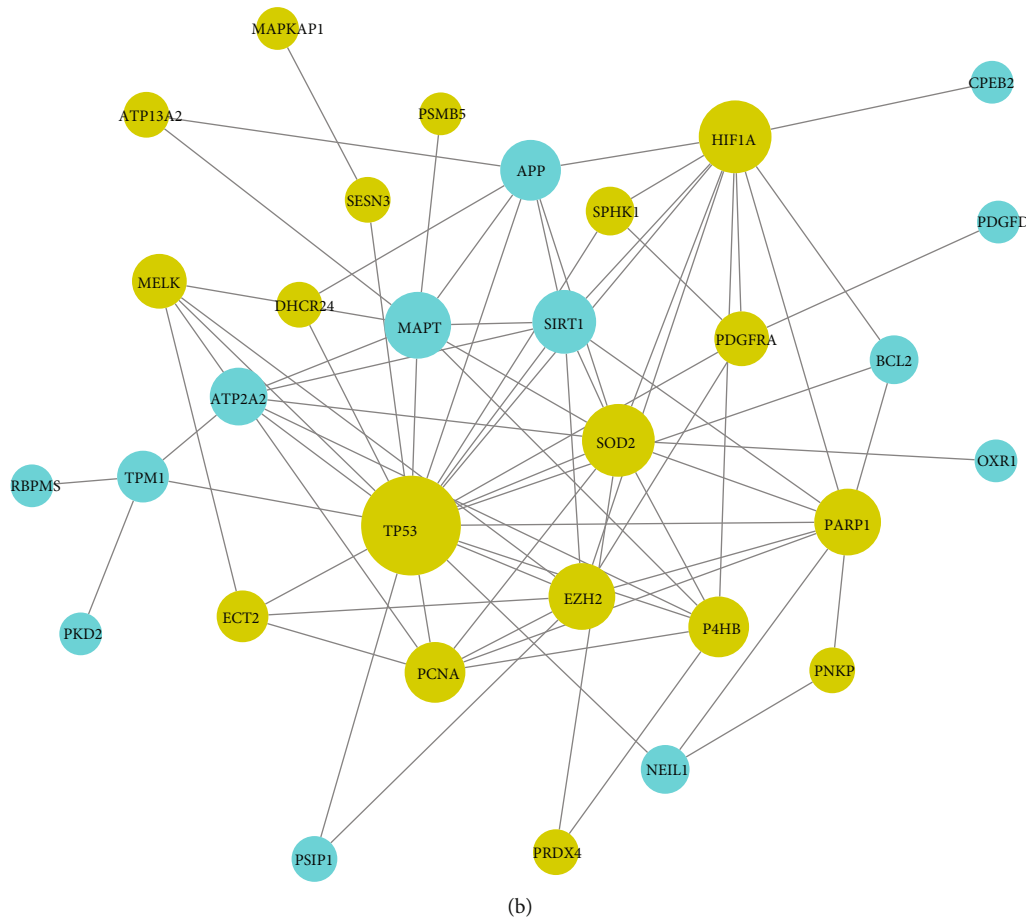 MAPKAP1
CPEB2
ATP13A2
PSMB5
HIF1A
APP
SESN3
SPHK1
PDGFD
MELK
DHCR24
MAPT
SIRT1
PDGFRA
BCL2
ATP2A2
SOD2
OXR1
RBPMS
TPM1
TP53
PARP1
EZH2
ECT2
P4HB
PKD2
PCNA
PNKP
NEIL1
PSIP1
PRDX4
(b)